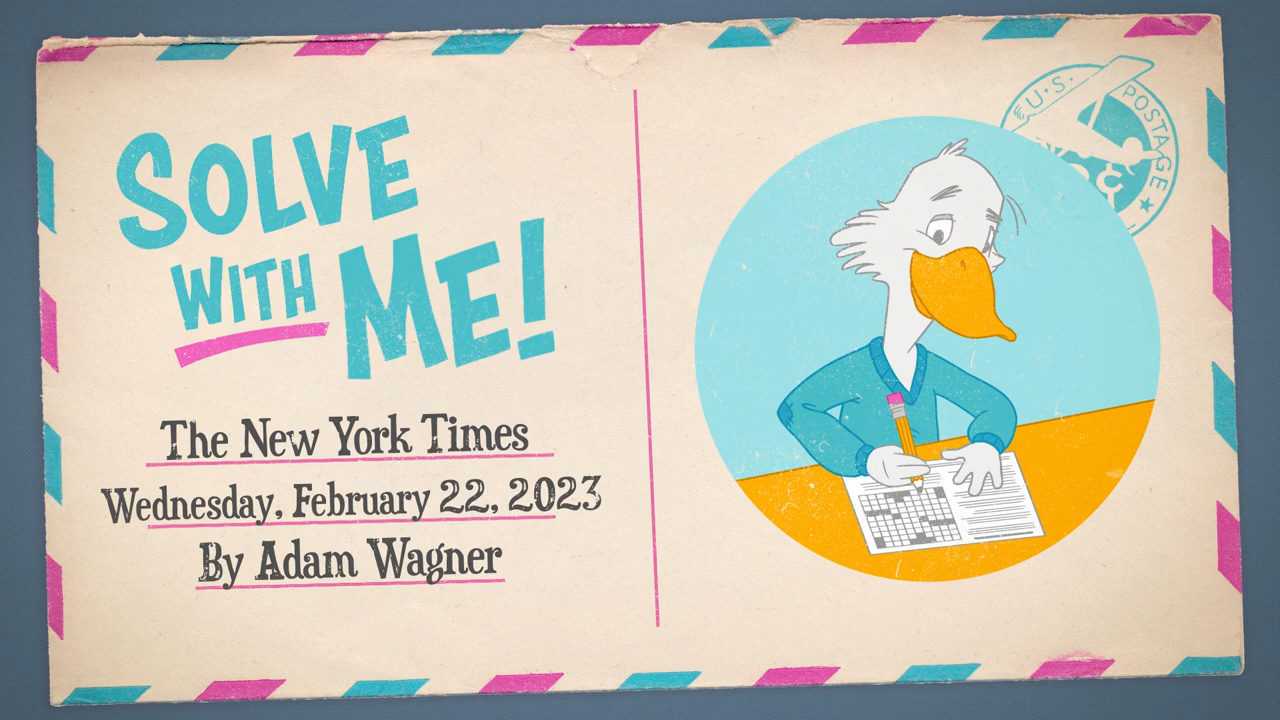 SOLVE
WITH ME!
The New York Times
Wednesday, February 22, 2023
By Adam Wagner
U.S. POSTAGE